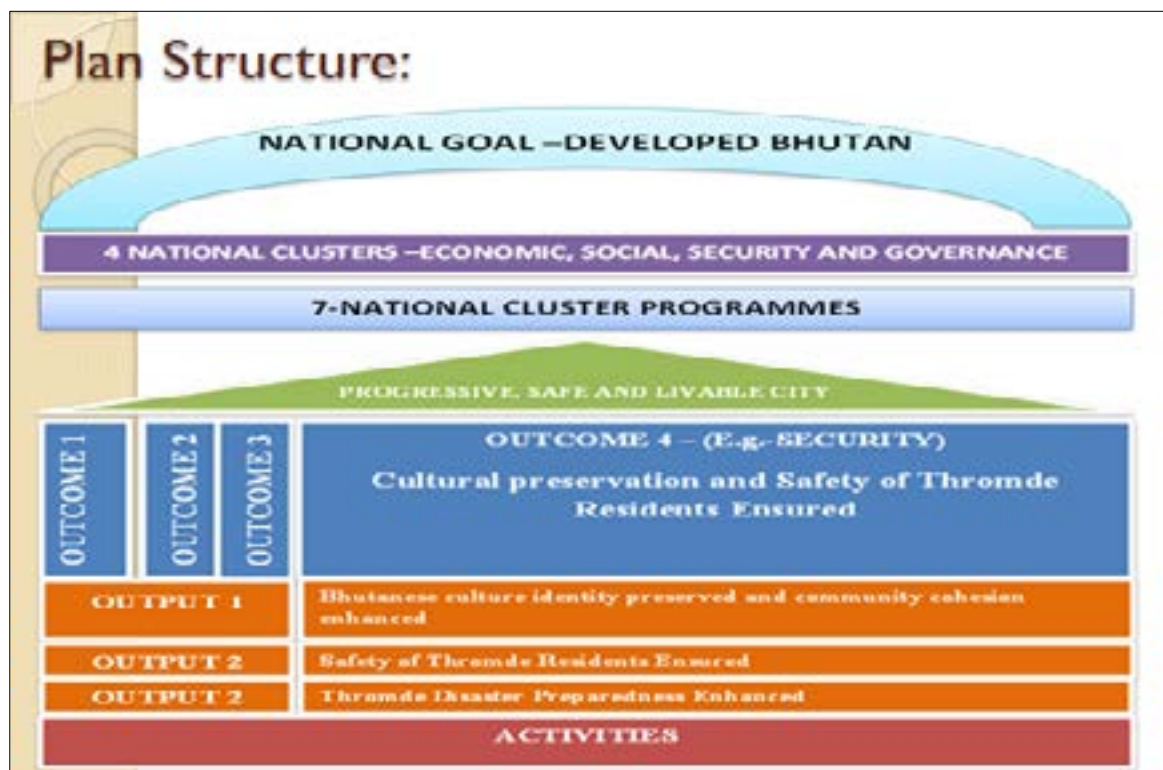 Plan Structure:
NATIONAL GOAL –DEVELOPED BHUTAN
4 NATIONAL CLUSTERS –ECONOMIC, SOCIAL, SECURITY AND GOVERNANCE
7-NATIONAL CLUSTER PROGRAMMES
PROGRESSIVE, SAFE AND LIVABLE CITY
OUTCOME 1
OUTCOME 2
OUTCOME 3
OUTCOME 4 – (E.g.- SECURITY)
Cultural preservation and Safety of Thromde
Residents Ensured
OUTPUT 1
Bhutanese culture identity preserved and community cohesion
enhanced
OUTPUT 2
Safety of Thromde Residents Ensured
OUTPUT 2
Thromde Disaster Preparedness Enhanced
ACTIVITIES